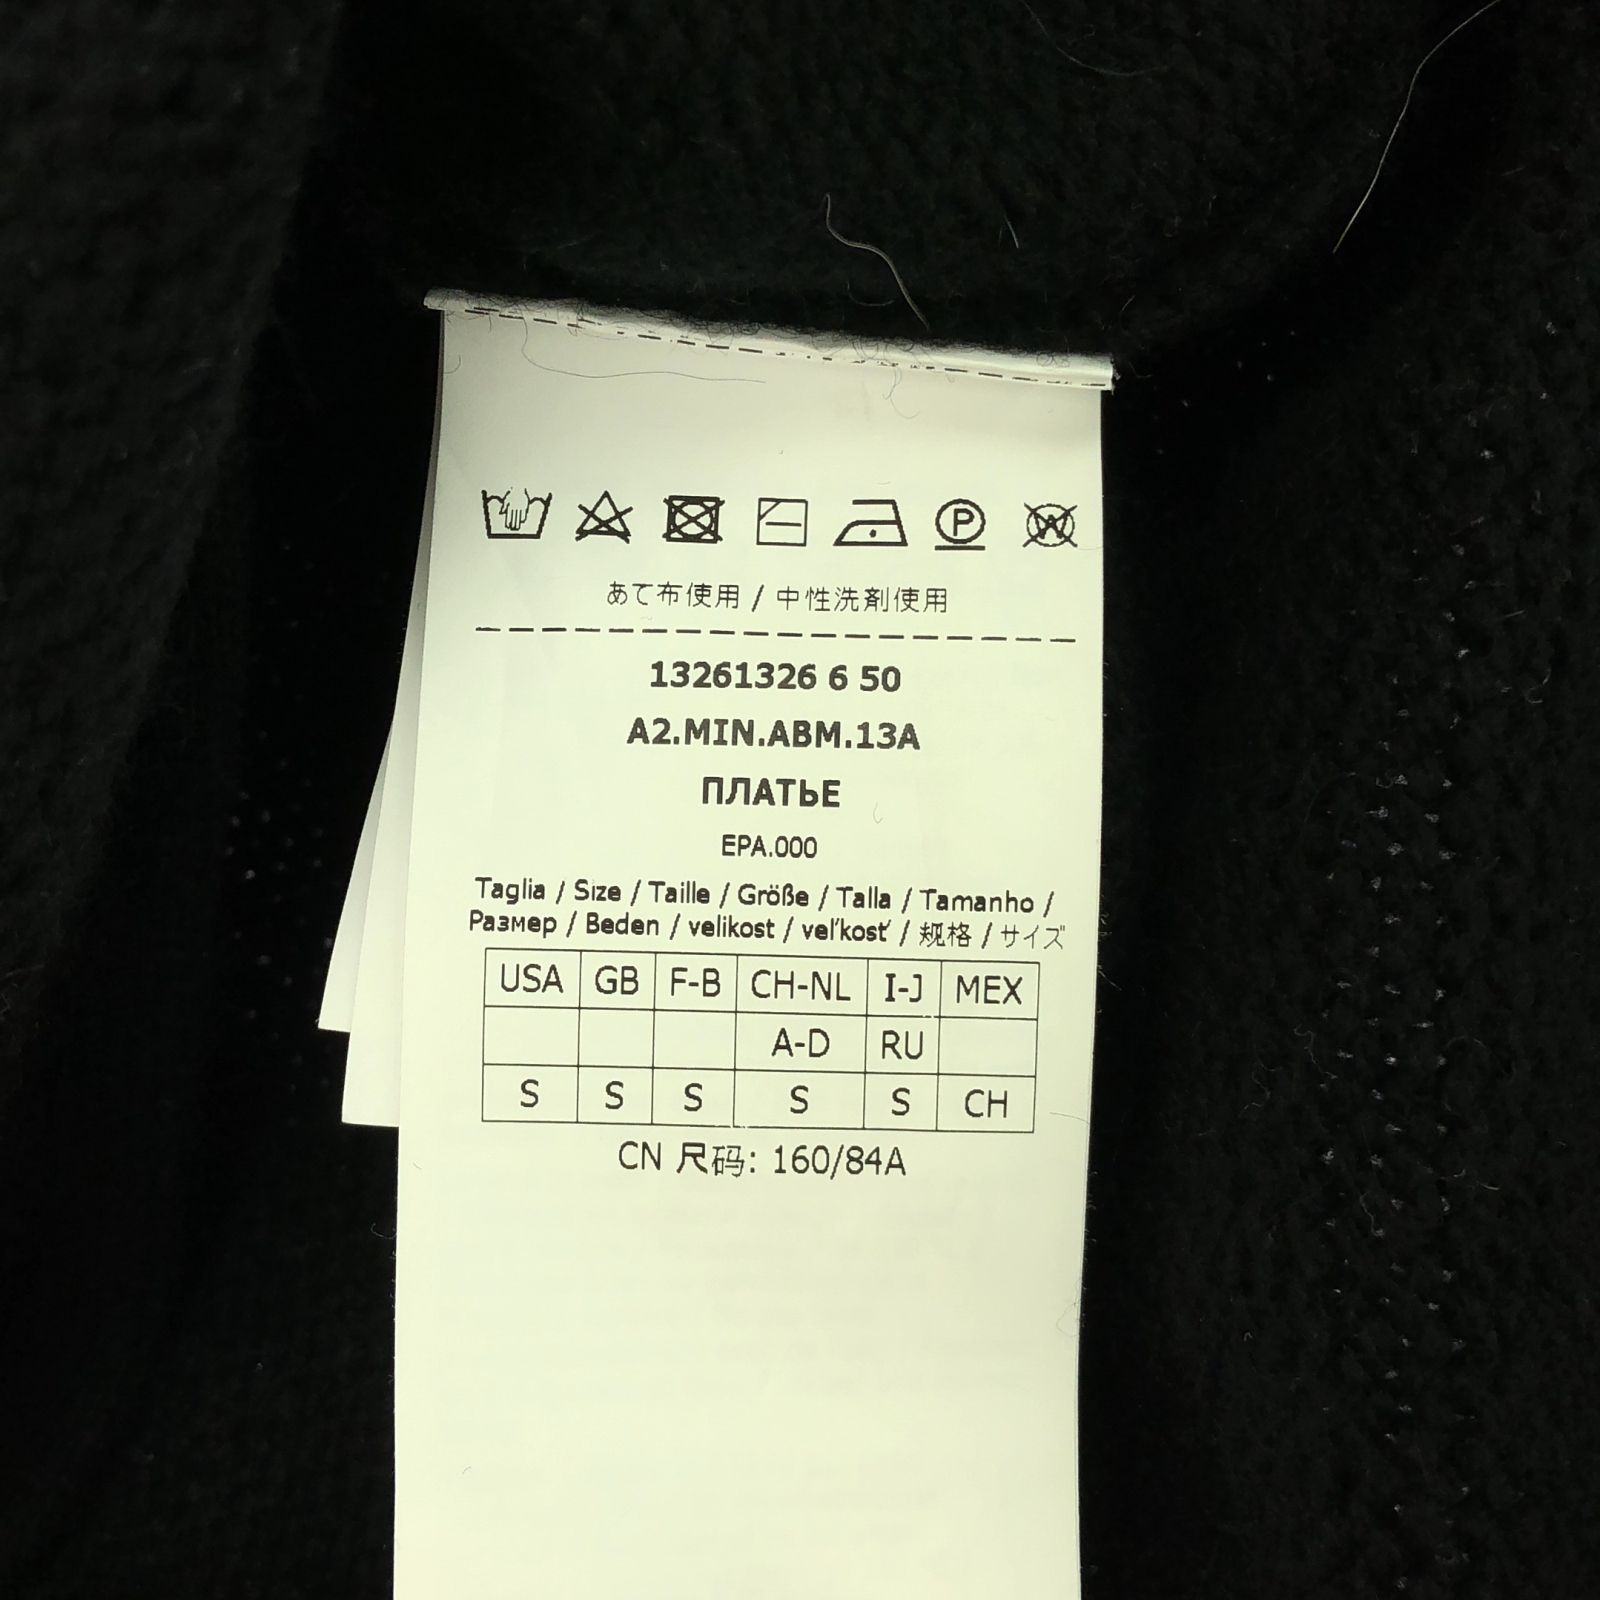 P
W
あて布使用 / 中性洗剤使用
13261326 6 50
A2.MIN.ABM.13A
ПЛАТЬЕ
EPA.000
Taglia / Size / Taille / Größe / Talla / Tamanho /
Размер / Beden / velikost / veľkosť / 规格 / サイズ
USA GB F-B CH-NL I-J MEX
A-D RU
S S S S S CH
CN 尺码: 160/84A